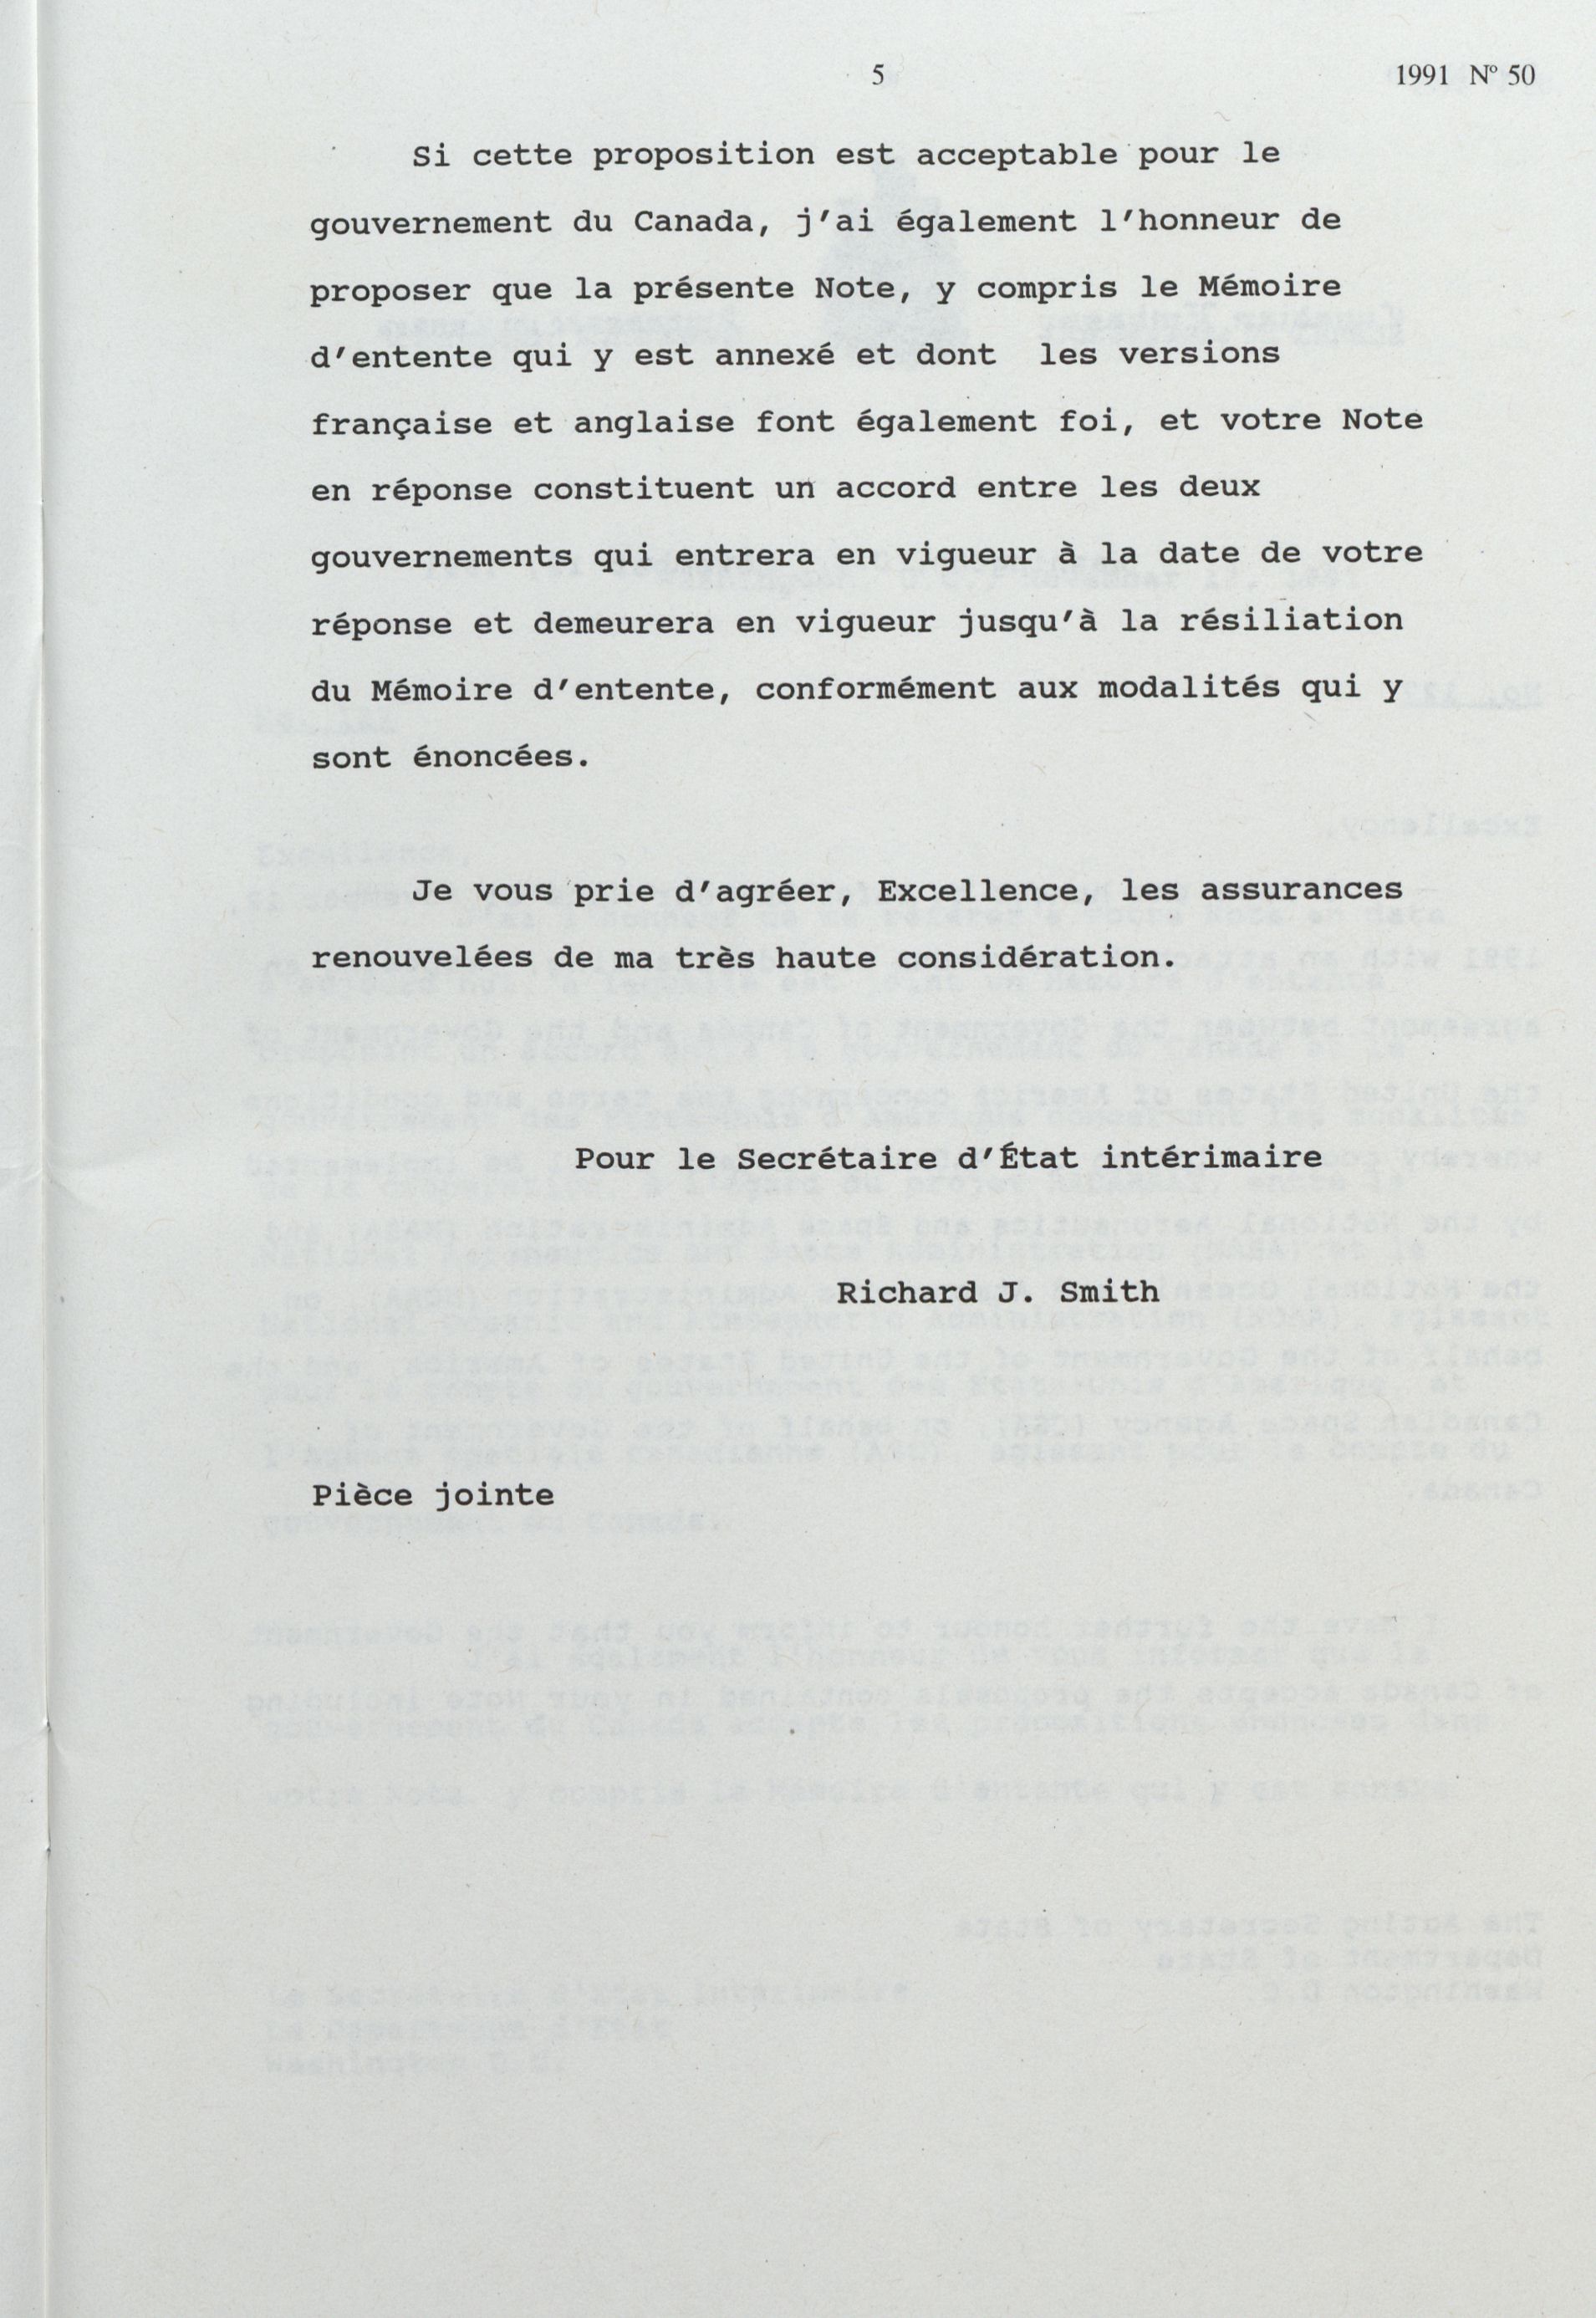 5
1991 Nº 50
Si cette proposition est acceptable pour le
gouvernement du Canada, j'ai également l'honneur de
proposer que la présente Note, y compris le Mémoire
d'entente qui y est annexé et dont les versions
française et anglaise font également foi, et votre Note
en réponse constituent un accord entre les deux
gouvernements qui entrera en vigueur à la date de votre
réponse et demeurera en vigueur jusqu'à la résiliation
du Mémoire d'entente, conformément aux modalités qui y
sont énoncées.
Je vous prie d'agréer, Excellence, les assurances
renouvelées de ma très haute considération.
Pour le Secrétaire d'État intérimaire
Richard J. Smith
Pièce jointe